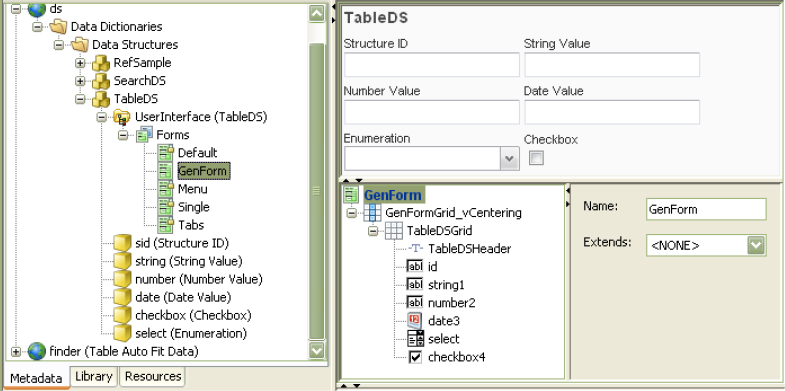 ds
Data Dictionaries
Data Structures
RefSample
SearchDS
TableDS
UserInterface (TableDS)
Forms
Default
GenForm
Menu
Single
Tabs
sid (Structure ID)
string (String Value)
number (Number Value)
date (Date Value)
checkbox (Checkbox)
select (Enumeration)
finder (Table Auto Fit Data)
Metadata Library Resources
TableDS
Structure ID String Value
Number Value Date Value
Enumeration Checkbox
GenForm
GenFormGrid_vCentering
TableDSGrid
-T- TableDSHeader
abl id
abl string1
abl number2
date3
select
checkbox4
Name: GenForm
Extends: <NONE>